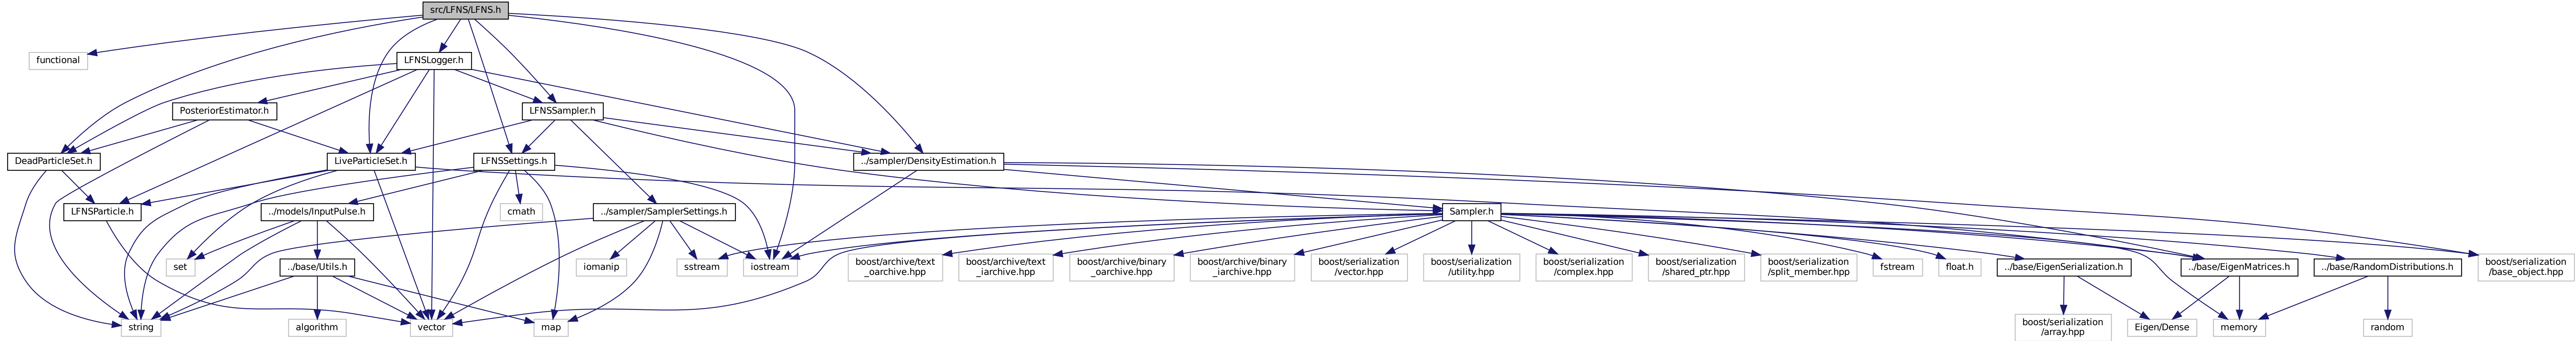 src/LFNS/LFNS.h
functional
LFNSLogger.h
PosteriorEstimator.h
LFNSSampler.h
DeadParticleSet.h
LiveParticleSet.h
LFNSSettings.h
../sampler/DensityEstimation.h
LFNSParticle.h
../models/InputPulse.h
cmath
../sampler/SamplerSettings.h
Sampler.h
set
../base/Utils.h
iomanip
sstream
iostream
boost/archive/text
_oarchive.hpp
boost/archive/text
_iarchive.hpp
boost/archive/binary
_oarchive.hpp
boost/archive/binary
_iarchive.hpp
boost/serialization
/vector.hpp
boost/serialization
/utility.hpp
boost/serialization
/complex.hpp
boost/serialization
/shared_ptr.hpp
boost/serialization
/split_member.hpp
fstream
float.h
../base/EigenSerialization.h
../base/EigenMatrices.h
../base/RandomDistributions.h
boost/serialization
/base_object.hpp
string
algorithm
vector
map
boost/serialization
/array.hpp
Eigen/Dense
memory
random